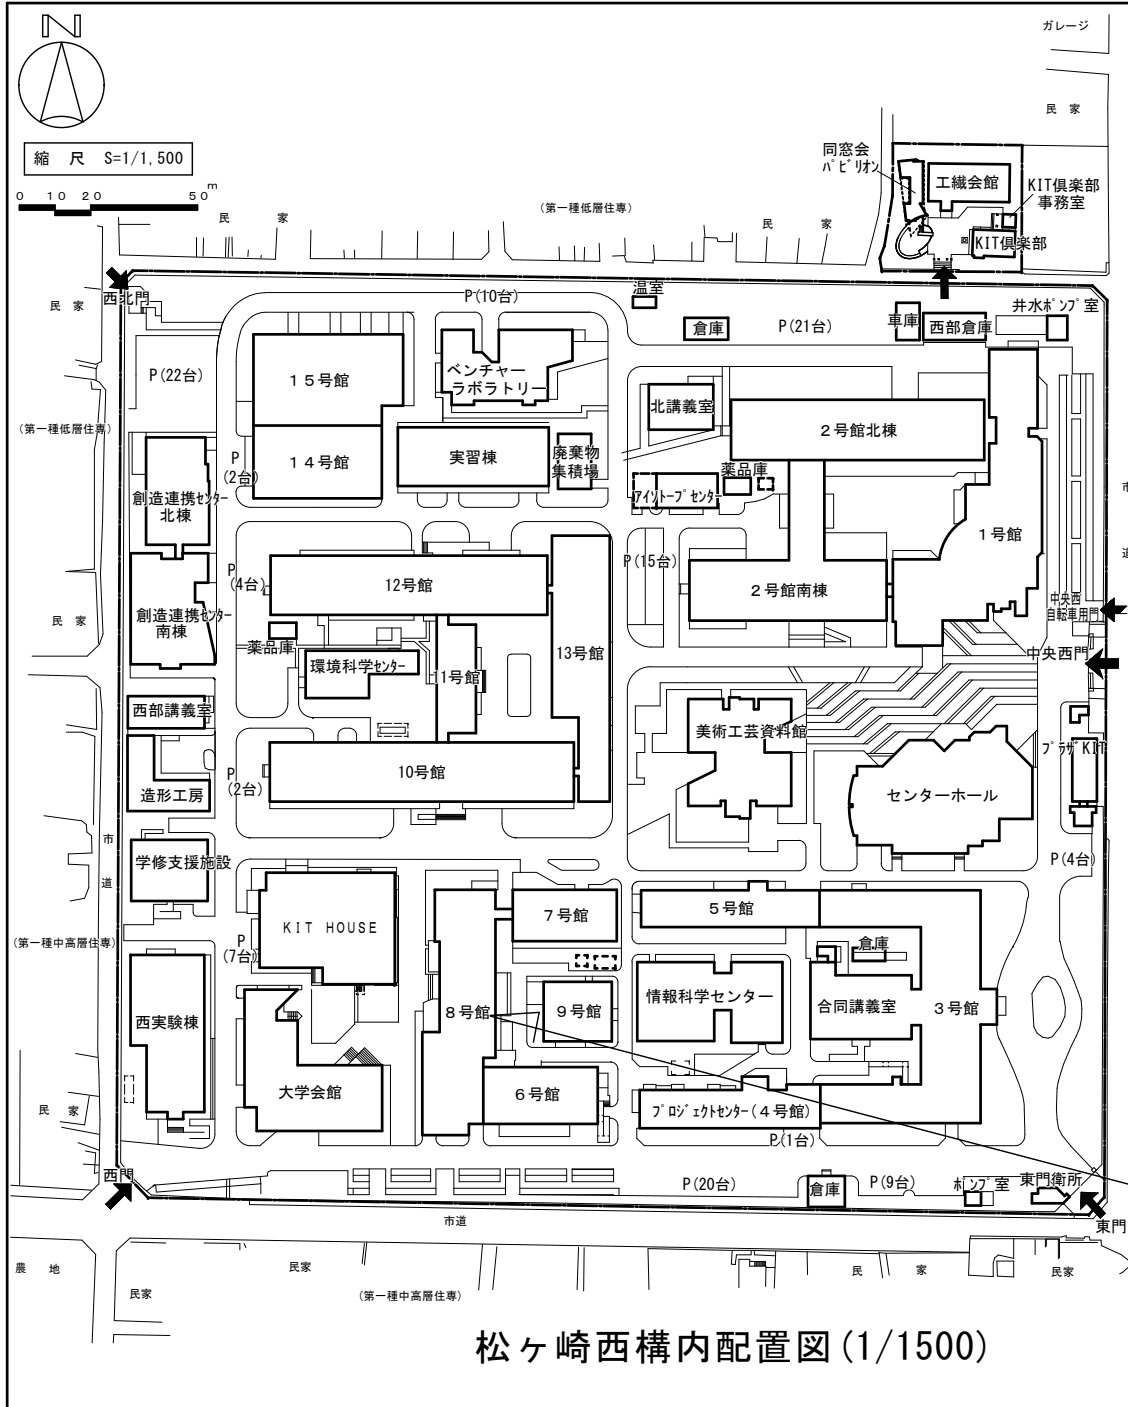 N
ガレージ
民 家
縮 尺 S=1/1,500
0 10 20 50 m
同窓会
パビリオン
工繊会館
KIT倶楽部
事務室
KIT倶楽部
(第一種低層住専)
民 家
民 家
西北門
民 家
P(10台)
温室
倉庫
P(21台)
車庫
西部倉庫
井水ポンプ室
P(22台)
15号館
ベンチャー
ラボラトリー
北講義室
2号館北棟
(第一種低層住専)
P
(2台)
14号館
実習棟
廃棄物
集積場
薬品庫
アイソトープセンター
創造連携センター
北棟
1号館
市
道
P
(4台)
12号館
P(15台)
2号館南棟
中央西
自転車用門
民 家
創造連携センター
南棟
薬品庫
環境科学センター
11号館
13号館
中央西門
西部講義室
美術工芸資料館
プラザKIT
P
(2台)
10号館
造形工房
センターホール
市
道
学修支援施設
P(4台)
KIT HOUSE
7号館
5号館
(第一種中高層住専)
P
(7台)
倉庫
西実験棟
8号館
9号館
情報科学センター
合同講義室
3号館
大学会館
6号館
プロジェクトセンター(4号館)
民 家
P(1台)
西門
P(20台)
倉庫
P(9台)
ポンプ室
東門衛所
東門
市道
農 地
民家
民家
(第一種中高層住専)
民 家
民家
松ヶ崎西構内配置図(1/1500)